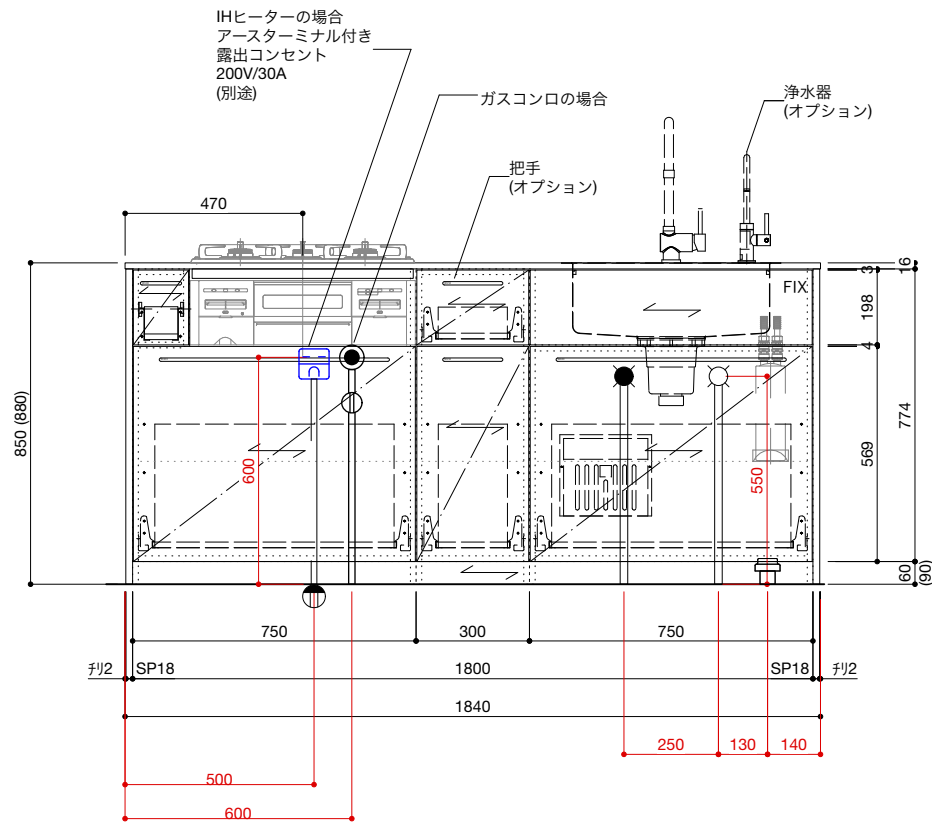 IHヒーターの場合
アースターミナル付き
露出コンセント
200V/30A
(別途)
ガスコンロの場合
浄水器
(オプション)
把手
(オプション)
470
FIX
16
3
198
4
774
569
60
(90)
850 (880)
600
550
750
300
750
チリ2
SP18
1800
SP18
チリ2
1840
250
130
140
500
600